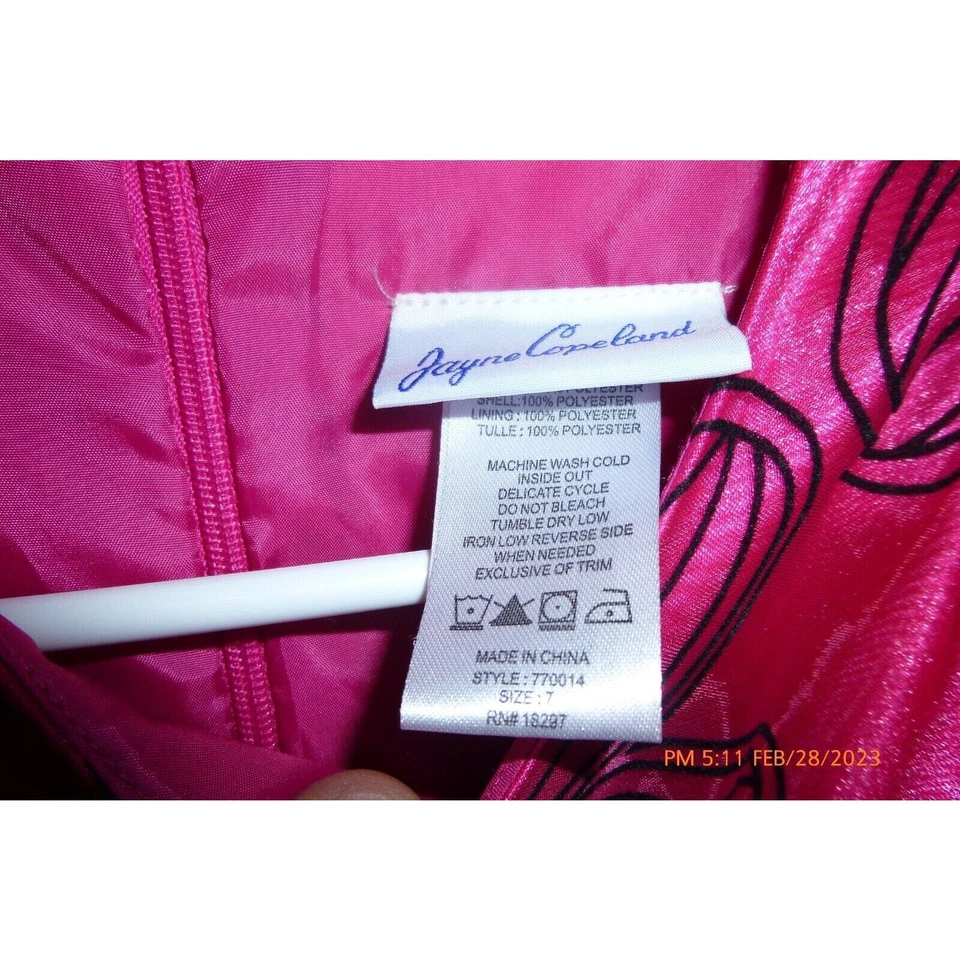 Jayne Copeland
POLYESTER
SHELL:100% POLYESTER
LINING : 100% POLYESTER
TULLE : 100% POLYESTER
MACHINE WASH COLD
INSIDE OUT
DELICATE CYCLE
DO NOT BLEACH
TUMBLE DRY LOW
IRON LOW REVERSE SIDE
WHEN NEEDED
EXCLUSIVE OF TRIM
MADE IN CHINA
STYLE : 770014
SIZE : 7
RN# 18297
PM 5:11 FEB/28/2023